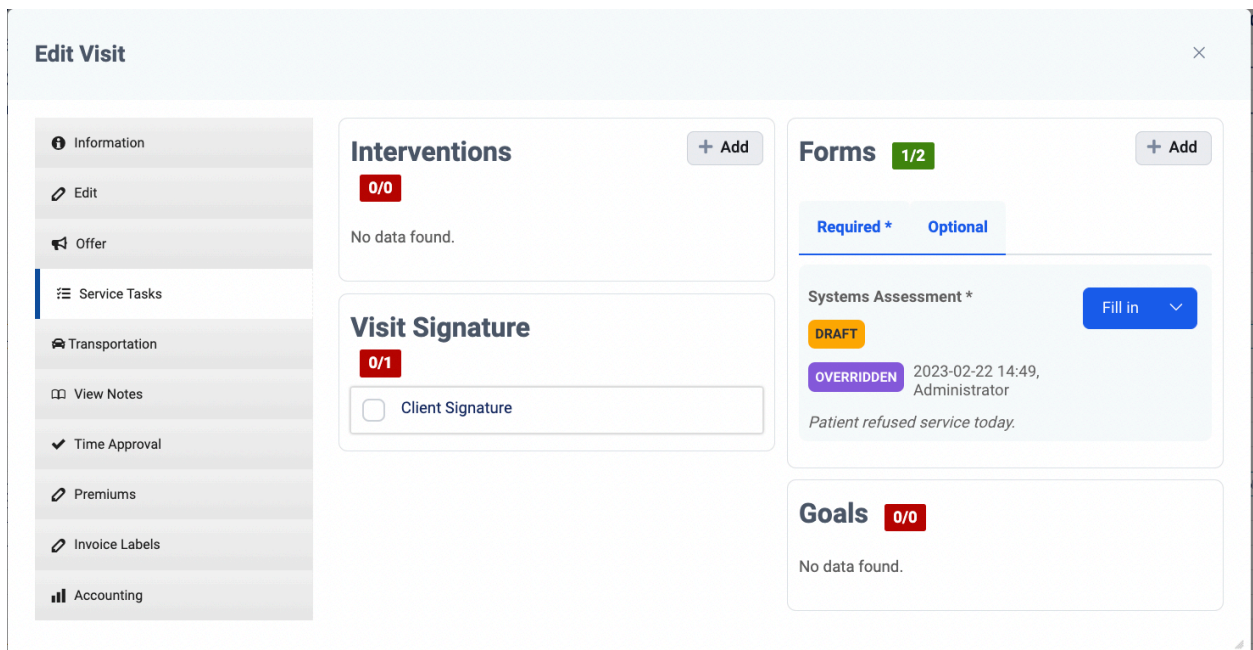 Edit Visit
Information
Edit
Offer
Service Tasks
Transportation
View Notes
Time Approval
Premiums
Invoice Labels
Accounting
Interventions
+ Add
0/0
No data found.
Visit Signature
0/1
Client Signature
Forms 1/2
+ Add
Required * Optional
Systems Assessment *
Fill in
DRAFT
OVERRIDDEN 2023-02-22 14:49,
Administrator
Patient refused service today.
Goals 0/0
No data found.